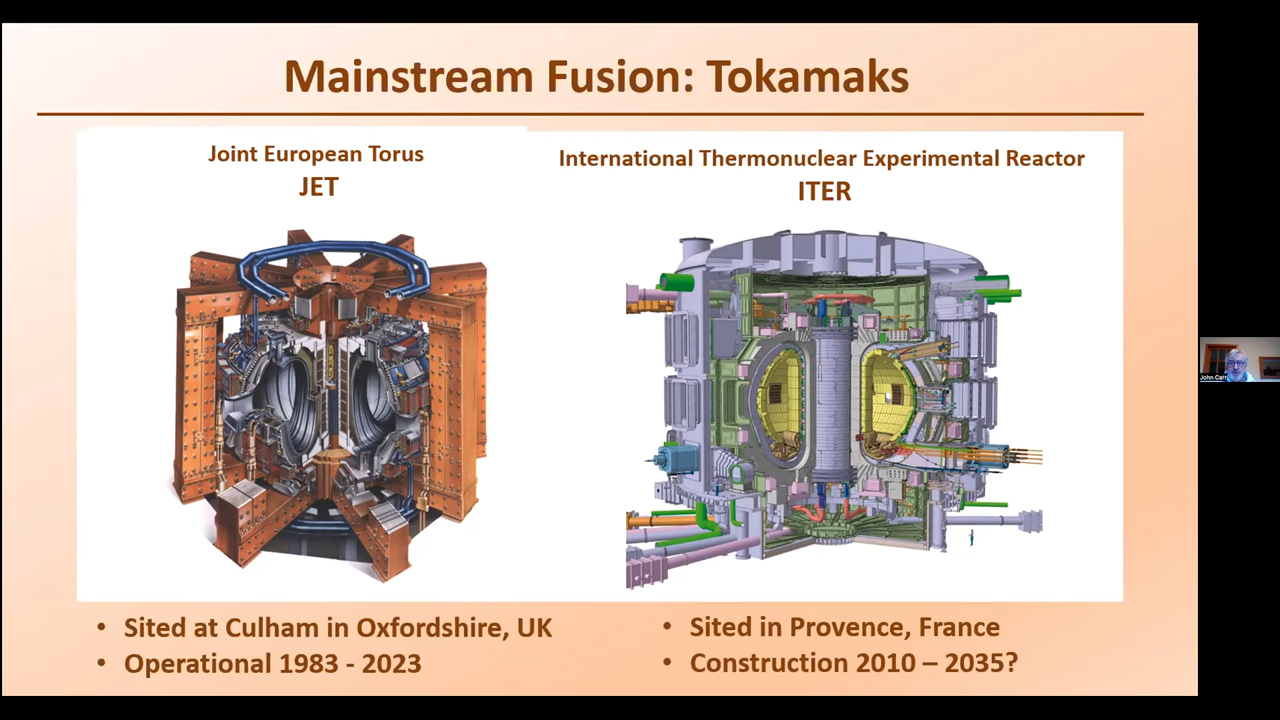 Mainstream Fusion: Tokamaks
Joint European Torus
JET
International Thermonuclear Experimental Reactor
ITER
• Sited at Culham in Oxfordshire, UK
• Operational 1983 - 2023
• Sited in Provence, France
• Construction 2010 – 2035?
John